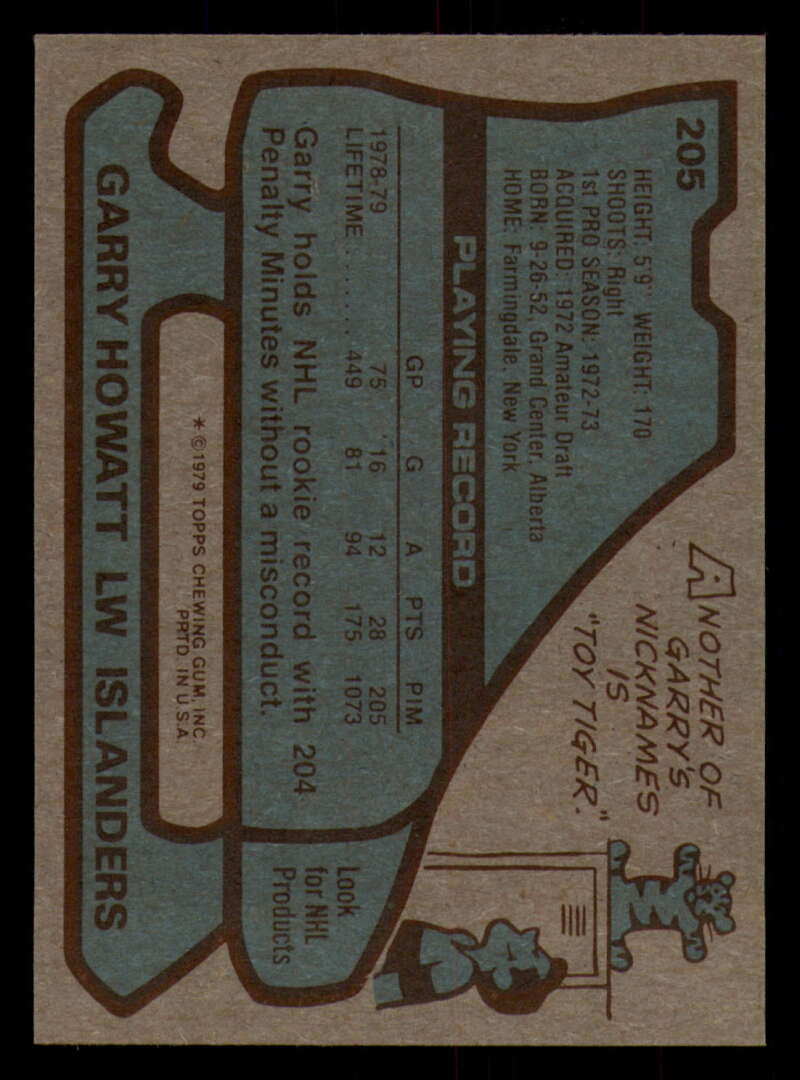 205
HEIGHT: 5'9" WEIGHT: 170
SHOOTS: Right
1st PRO SEASON: 1972-73
ACQUIRED: 1972 Amateur Draft
BORN: 9-26-52, Grand Center, Alberta
HOME: Farmingdale, New York
ANOTHER OF
GARRY'S
NICKNAMES
IS
"TOY TIGER."
PLAYING RECORD
GP G A PTS PIM
1978-79 75 16 12 28 205
LIFETIME ....... 449 81 94 175 1073
Garry holds NHL rookie record with 204
Penalty Minutes without a misconduct.
Look
for NHL
Products
* ©1979 TOPPS CHEWING GUM, INC.
PRTD. IN U.S.A.
GARRY HOWATT LW ISLANDERS